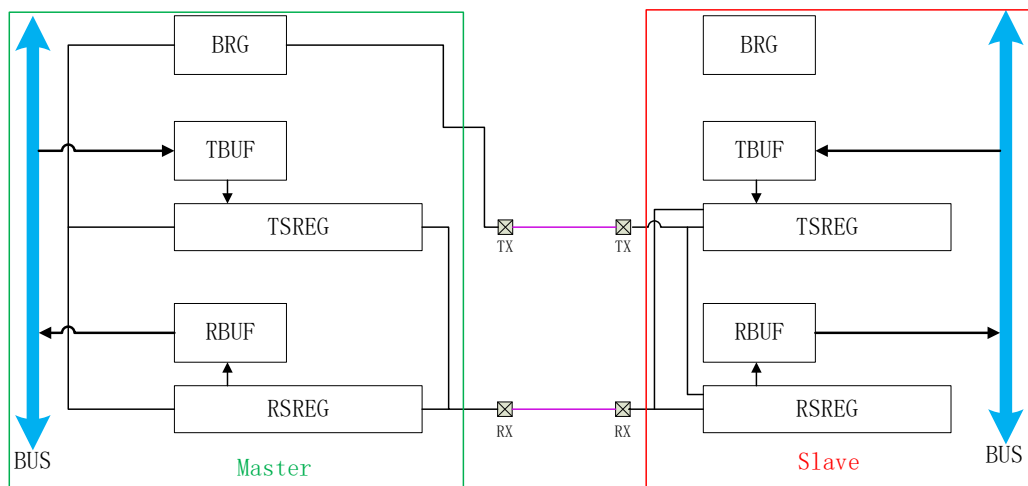 BRG
BRG
TBUF
TBUF
TSREG
TX
TX
TSREG
RBUF
RBUF
RSREG
RX
RX
RSREG
BUS
Master
Slave
BUS